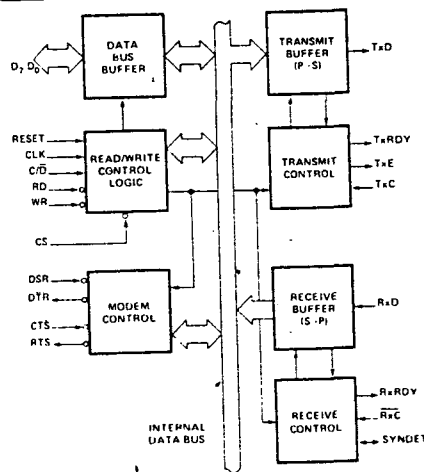 DATA
BUS
BUFFER
D7 D0
TRANSMIT
BUFFER
(P - S)
TxD
RESET
CLK
C/D̅
RD
WR
CS
READ/WRITE
CONTROL
LOGIC
TRANSMIT
CONTROL
TxRDY
TxE
TxC
DSR
DTR
CTS
RTS
MODEM
CONTROL
RECEIVE
BUFFER
(S - P)
RxD
INTERNAL
DATA BUS
RECEIVE
CONTROL
RxRDY
R̅x̅C̅
SYNDET